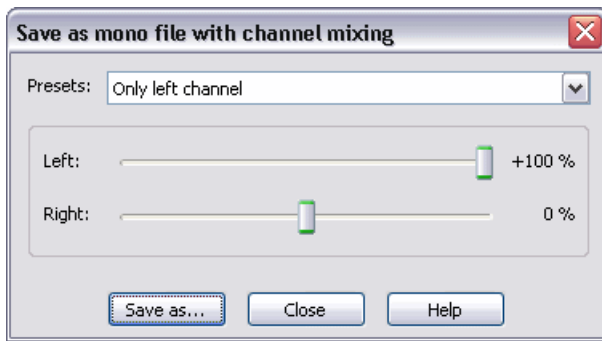 Save as mono file with channel mixing
Presets: Only left channel
Left: +100 %
Right: 0 %
Save as... Close Help